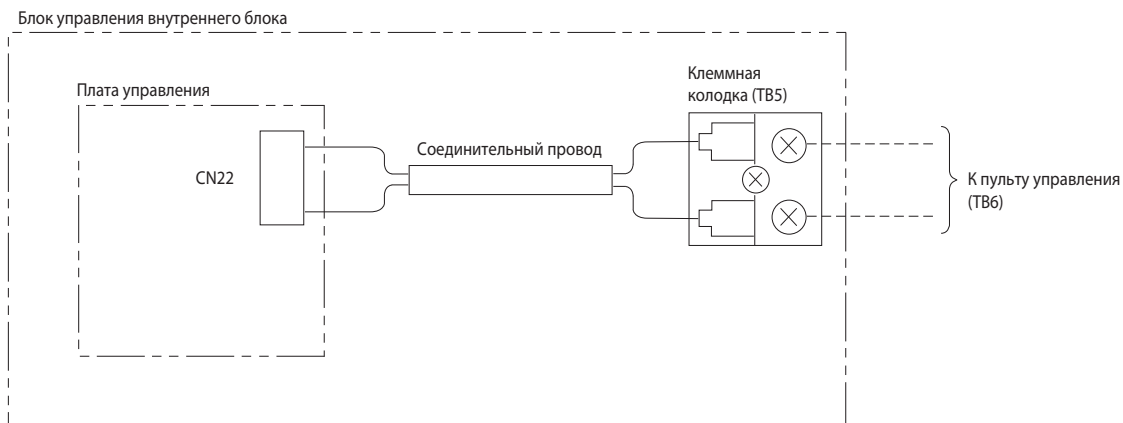 Блок управления внутреннего блока
Плата управления
CN22
Соединительный провод
Клеммная
колодка (TB5)
К пульту управления
(TB6)